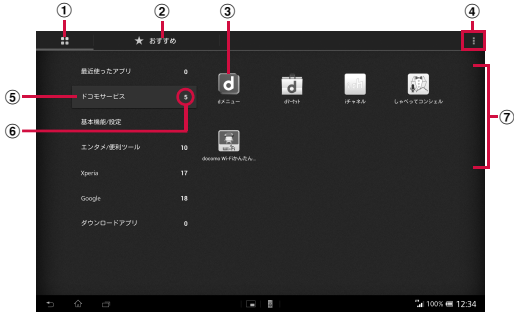 ① ② ③ ④
★ おすすめ
最近使ったアプリ 0
⑤ ドコモサービス 5
⑥ 基本機能/設定
エンタメ/便利ツール 10
Xperia 17
Google 18
ダウンロードアプリ 0
dメニュー dマーケット iチャネル しゃべってコンシェル
⑦
docomo Wi-Fiかんたん...
100% 12:34